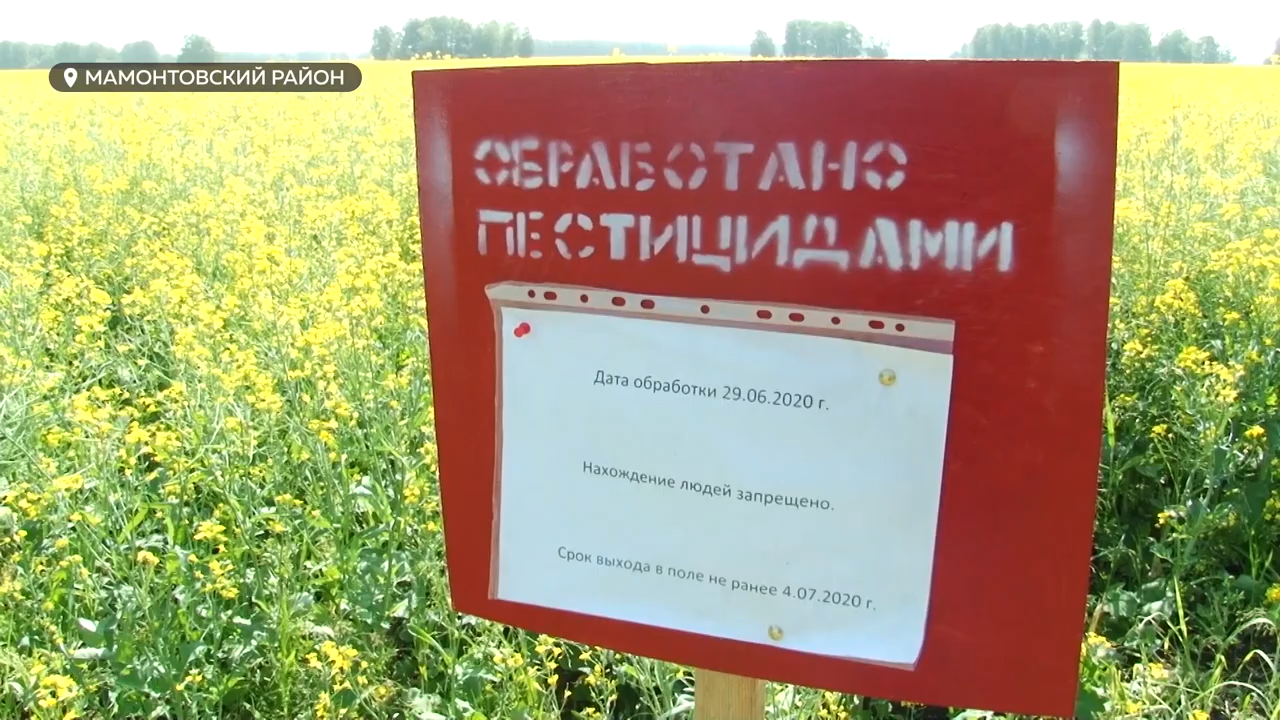 МАМОНТОВСКИЙ РАЙОН
ОБРАБОТАНО
ПЕСТИЦИДАМИ
Дата обработки 29.06.2020 г.
Нахождение людей запрещено.
Срок выхода в поле не ранее 4.07.2020 г.